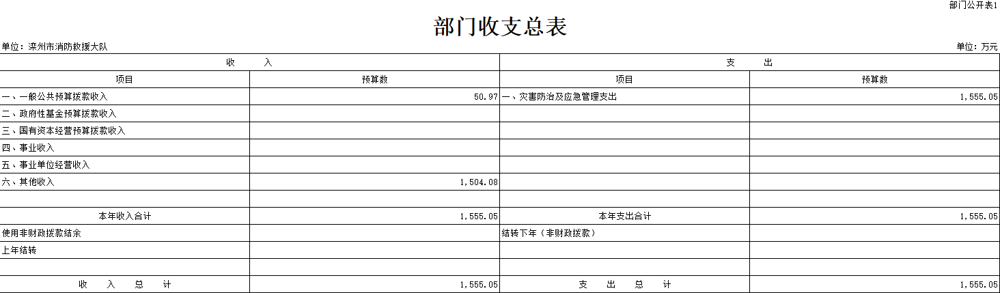 部门公开表1
部门收支总表
单位：滦州市消防救援大队 单位：万元
收 入 支 出
项目 预算数 项目 预算数
一、一般公共预算拨款收入 50.97 一、灾害防治及应急管理支出 1,555.05
二、政府性基金预算拨款收入
三、国有资本经营预算拨款收入
四、事业收入
五、事业单位经营收入
六、其他收入 1,504.08
本年收入合计 1,555.05 本年支出合计 1,555.05
使用非财政拨款结余 结转下年（非财政拨款）
上年结转
收 入 总 计 1,555.05 支 出 总 计 1,555.05